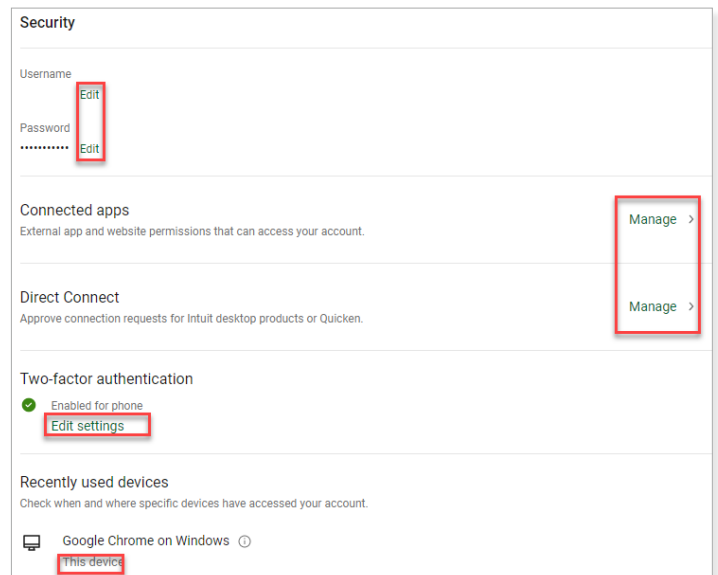 Security
Username
Edit
Password
••••••••••• Edit
Connected apps
Manage >
External app and website permissions that can access your account.
Direct Connect
Manage >
Approve connection requests for Intuit desktop products or Quicken.
Two-factor authentication
Enabled for phone
Edit settings
Recently used devices
Check when and where specific devices have accessed your account.
Google Chrome on Windows
This device